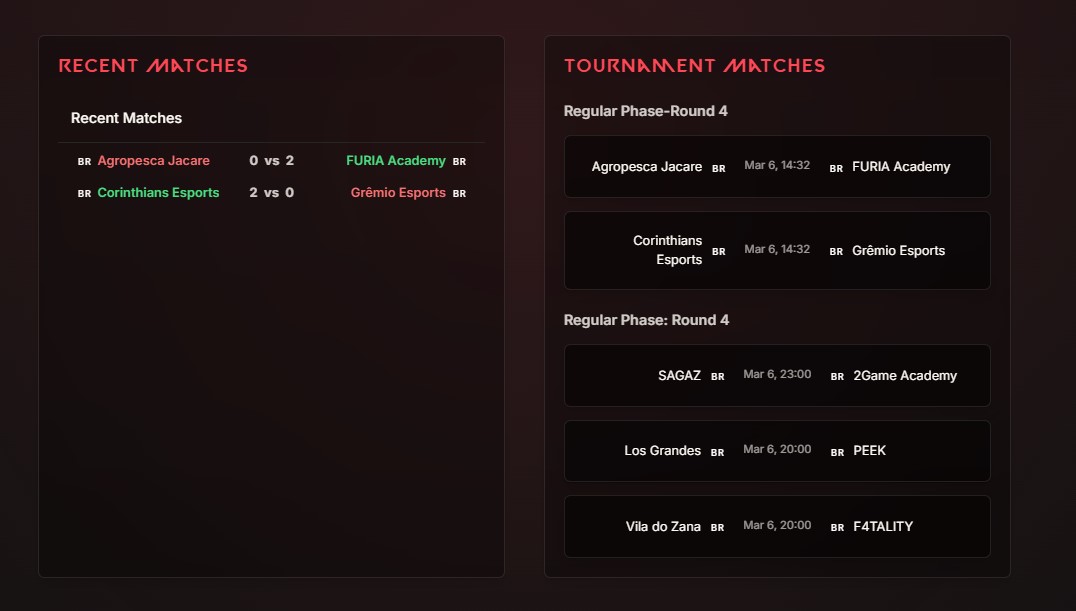 RECENT MATCHES
Recent Matches
BR Agropesca Jacare 0 vs 2 FURIA Academy BR
BR Corinthians Esports 2 vs 0 Grêmio Esports BR
TOURNAMENT MATCHES
Regular Phase-Round 4
Agropesca Jacare BR Mar 6, 14:32 BR FURIA Academy
Corinthians
Esports BR Mar 6, 14:32 BR Grêmio Esports
Regular Phase: Round 4
SAGAZ BR Mar 6, 23:00 BR 2Game Academy
Los Grandes BR Mar 6, 20:00 BR PEEK
Vila do Zana BR Mar 6, 20:00 BR F4TALITY